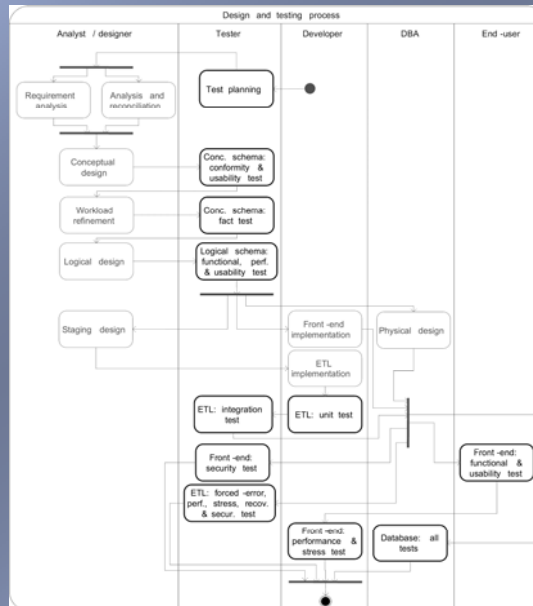 Design and testing process
Analyst / designer
Tester
Developer
DBA
End -user
Test planning
Requirement
analysis
Analysis and
reconciliation
Conceptual
design
Conc. schema:
conformity &
usability test
Workload
refinement
Conc. schema:
fact test
Logical design
Logical schema:
functional, perf.
& usability test
Staging design
Front -end
implementation
Physical design
ETL
implementation
ETL: integration
test
ETL: unit test
Front -end:
security test
Front -end:
functional &
usability test
ETL: forced -error,
perf., stress, recov.
& secur. test
Front -end:
performance &
stress test
Database: all
tests